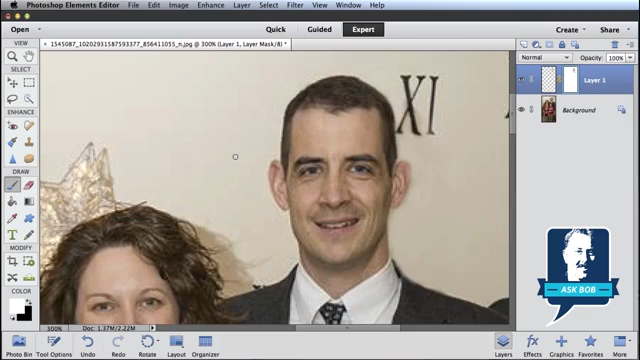 Photoshop Elements Editor File Edit Image Enhance Layer Select Filter View Window Help
Open Quick Guided Expert Create Share
× 1545087_10202931587593377_856411055_n.jpg @ 300% (Layer 1, Layer Mask/8) *
VIEW
SELECT
ENHANCE
DRAW
MODIFY
COLOR
Normal Opacity: 100%
Layer 1
Background
XI
ASK BOB
300% Doc: 1.37M/2.22M
Photo Bin Tool Options Undo Redo Rotate Layout Organizer Layers Effects Graphics Favorites More